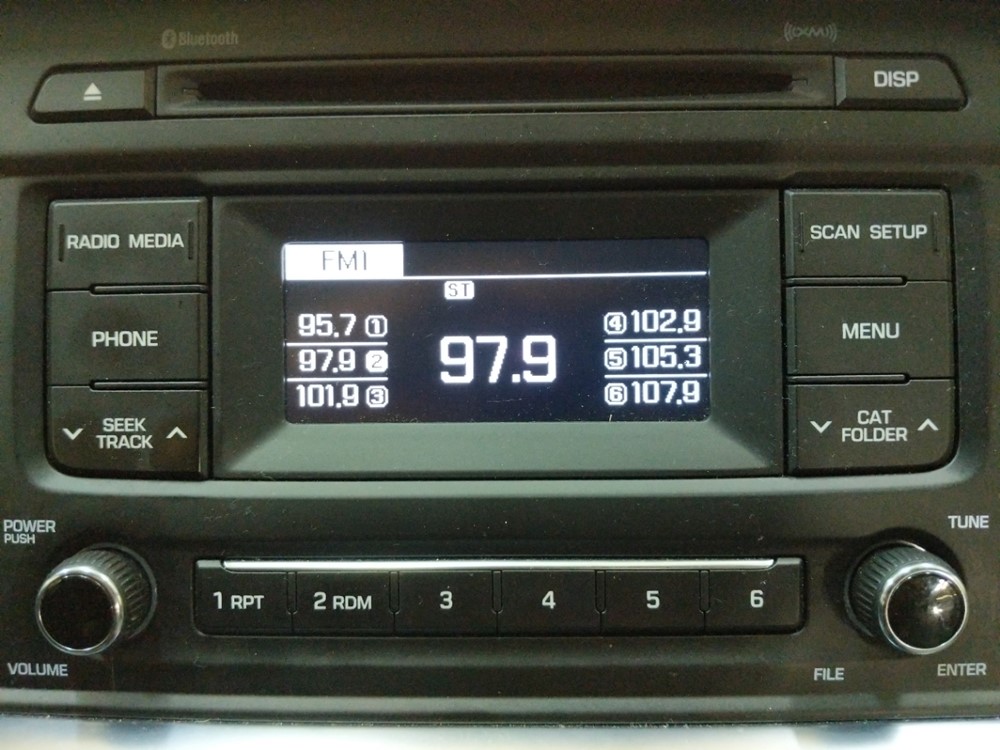 Bluetooth
((XM))
DISP
RADIO MEDIA
SCAN SETUP
FM1
ST
PHONE
95.7 1
97.9 2
101.9 3
97.9
4 102.9
5 105.3
6 107.9
MENU
SEEK
TRACK
CAT
FOLDER
POWER
PUSH
TUNE
1 RPT
2 RDM
3
4
5
6
VOLUME
FILE
ENTER